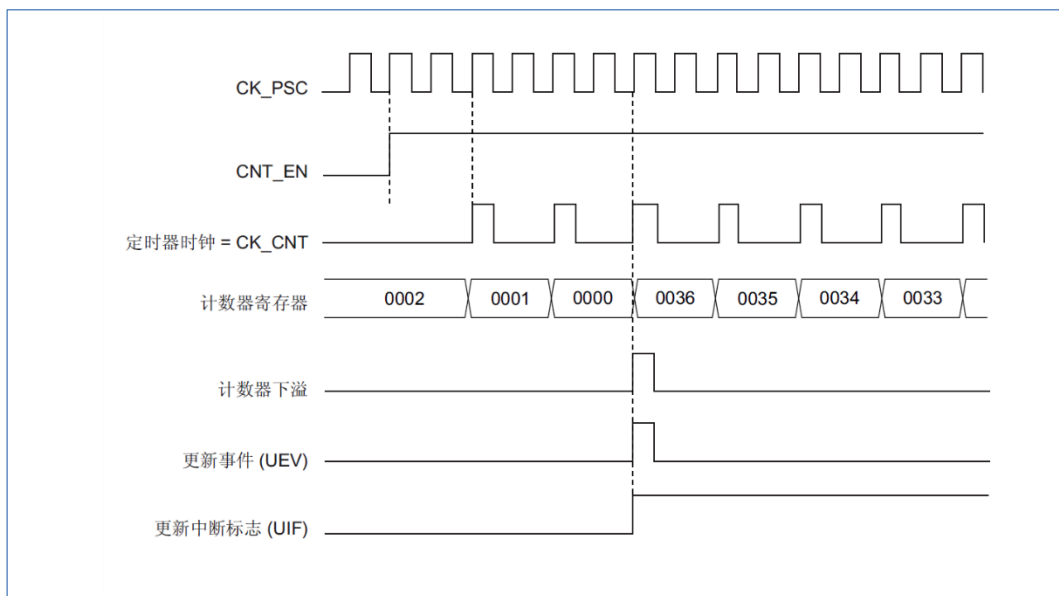 CK_PSC
CNT_EN
定时器时钟 = CK_CNT
计数器寄存器 0002 0001 0000 0036 0035 0034 0033
计数器下溢
更新事件 (UEV)
更新中断标志 (UIF)